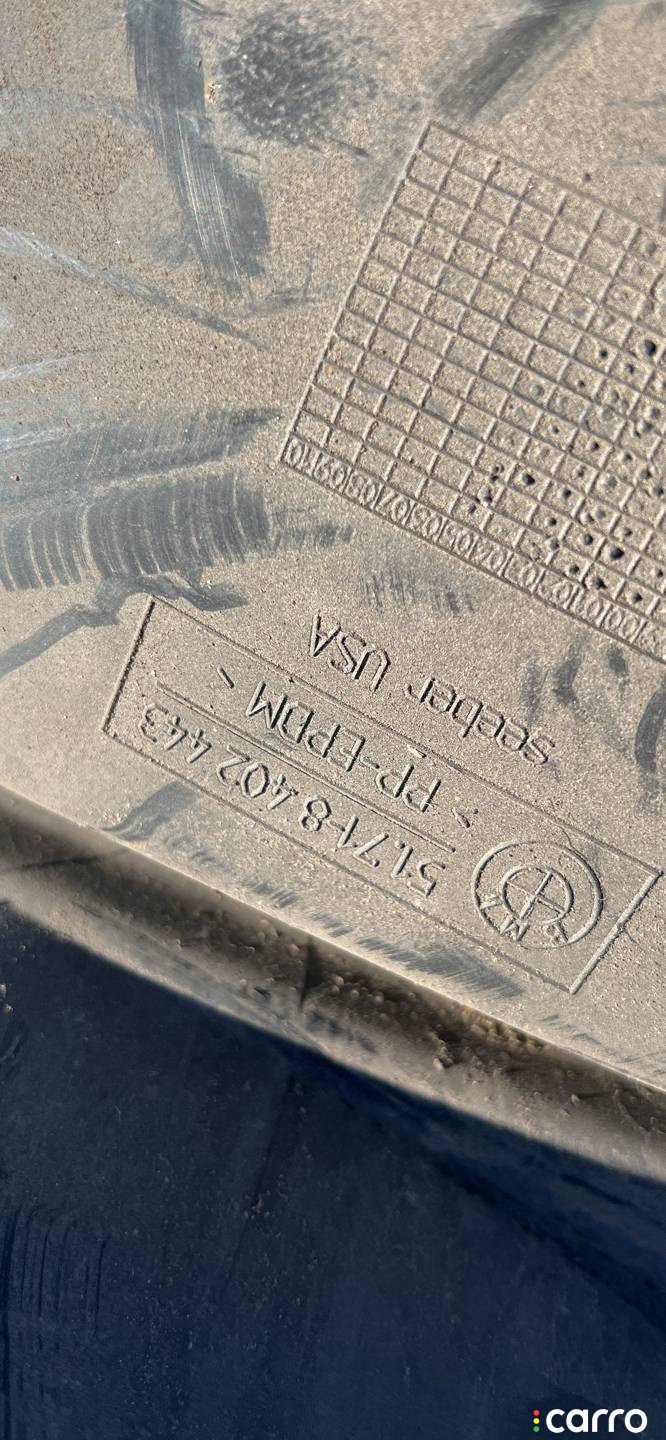 BMW
51.71-8 402 443
> PP-EPDM <
seeber USA
00 01 02 03 04 05 06 07 08 09 10
carro